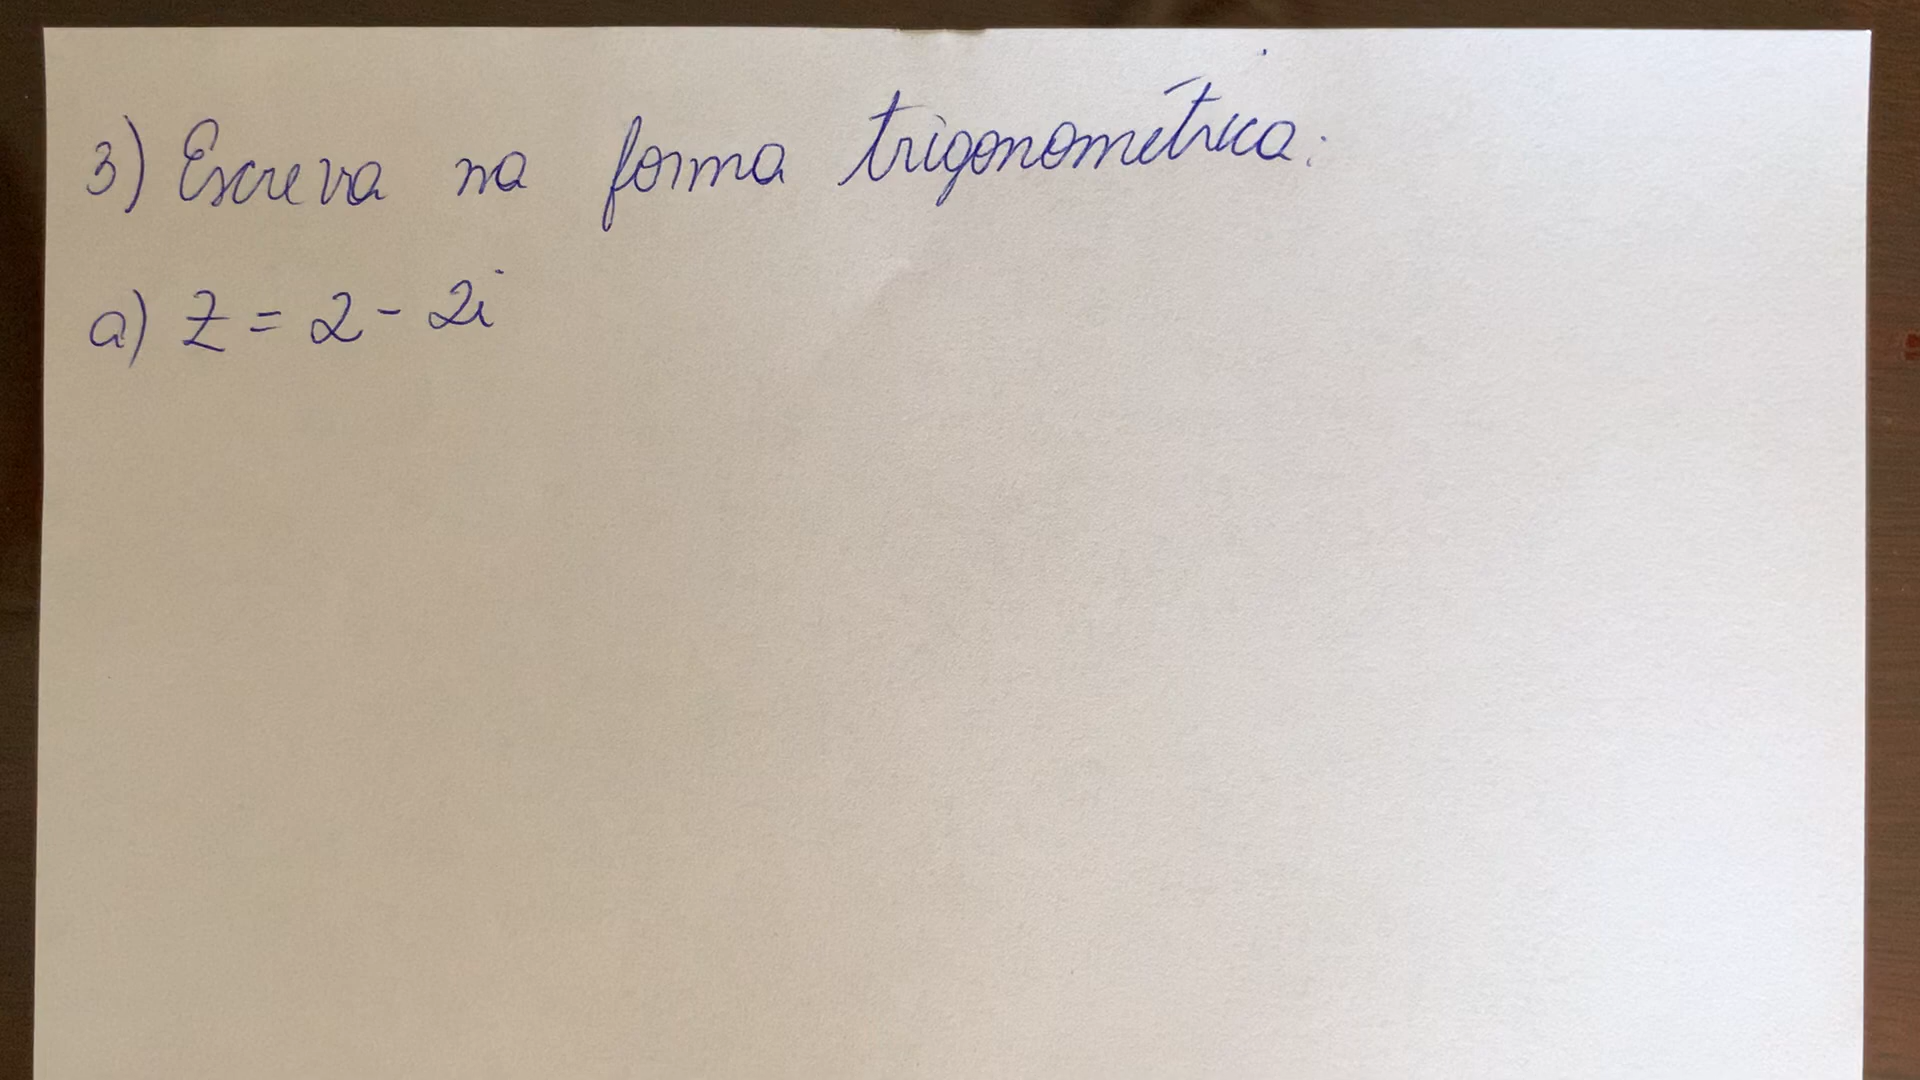 3) Escreva na forma trigonométrica:
a) Z = 2 - 2i